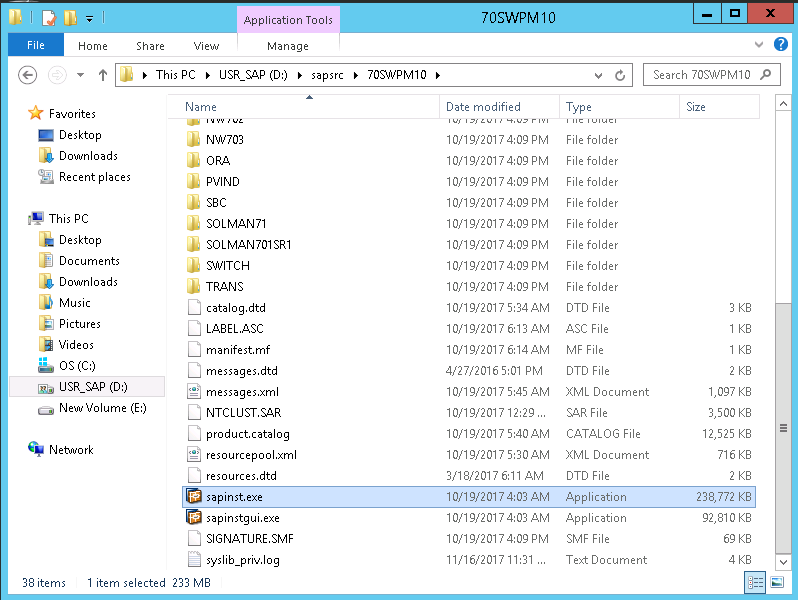 Application Tools
70SWPM10
File
Home
Share
View
Manage
This PC
USR_SAP (D:)
sapsrc
70SWPM10
Search 70SWPM10
Favorites
Desktop
Downloads
Recent places
This PC
Desktop
Documents
Downloads
Music
Pictures
Videos
OS (C:)
USR_SAP (D:)
New Volume (E:)
Network
Name Date modified Type Size
NW702 10/19/2017 4:09 PM File folder
NW703 10/19/2017 4:09 PM File folder
ORA 10/19/2017 4:09 PM File folder
PVIND 10/19/2017 4:09 PM File folder
SBC 10/19/2017 4:09 PM File folder
SOLMAN71 10/19/2017 4:09 PM File folder
SOLMAN701SR1 10/19/2017 4:09 PM File folder
SWITCH 10/19/2017 4:09 PM File folder
TRANS 10/19/2017 4:09 PM File folder
catalog.dtd 10/19/2017 5:34 AM DTD File 3 KB
LABEL.ASC 10/19/2017 6:13 AM ASC File 1 KB
manifest.mf 10/19/2017 6:14 AM MF File 1 KB
messages.dtd 4/27/2016 5:01 PM DTD File 2 KB
messages.xml 10/19/2017 5:45 AM XML Document 1,097 KB
NTCLUST.SAR 10/19/2017 12:29 ... SAR File 3,500 KB
product.catalog 10/19/2017 5:40 AM CATALOG File 12,525 KB
resourcepool.xml 10/19/2017 5:30 AM XML Document 716 KB
resources.dtd 3/18/2017 6:11 AM DTD File 2 KB
sapinst.exe 10/19/2017 4:03 AM Application 238,772 KB
sapinstgui.exe 10/19/2017 4:03 AM Application 92,810 KB
SIGNATURE.SMF 10/19/2017 4:09 PM SMF File 69 KB
syslib_priv.log 11/16/2017 11:31 ... Text Document 4 KB
38 items 1 item selected 233 MB